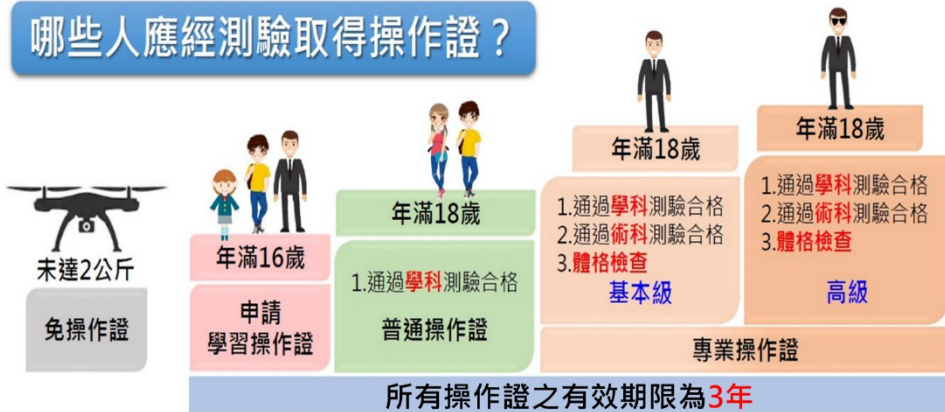 哪些人應經測驗取得操作證？
未達2公斤
免操作證
年滿16歲
申請
學習操作證
年滿18歲
1.通過學科測驗合格
普通操作證
年滿18歲
1.通過學科測驗合格
2.通過術科測驗合格
3.體格檢查
基本級
年滿18歲
1.通過學科測驗合格
2.通過術科測驗合格
3.體格檢查
高級
專業操作證
所有操作證之有效期限為3年